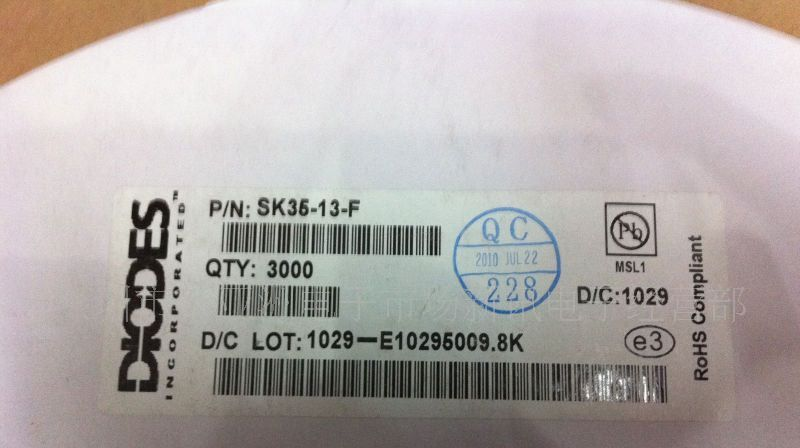 DIODES™
INCORPORATED
P/N: SK35-13-F
QTY: 3000
D/C LOT: 1029-E10295009.8K
QC
2010 JUL 22
228
Pb
MSL1
D/C:1029
e3
RoHS Compliant